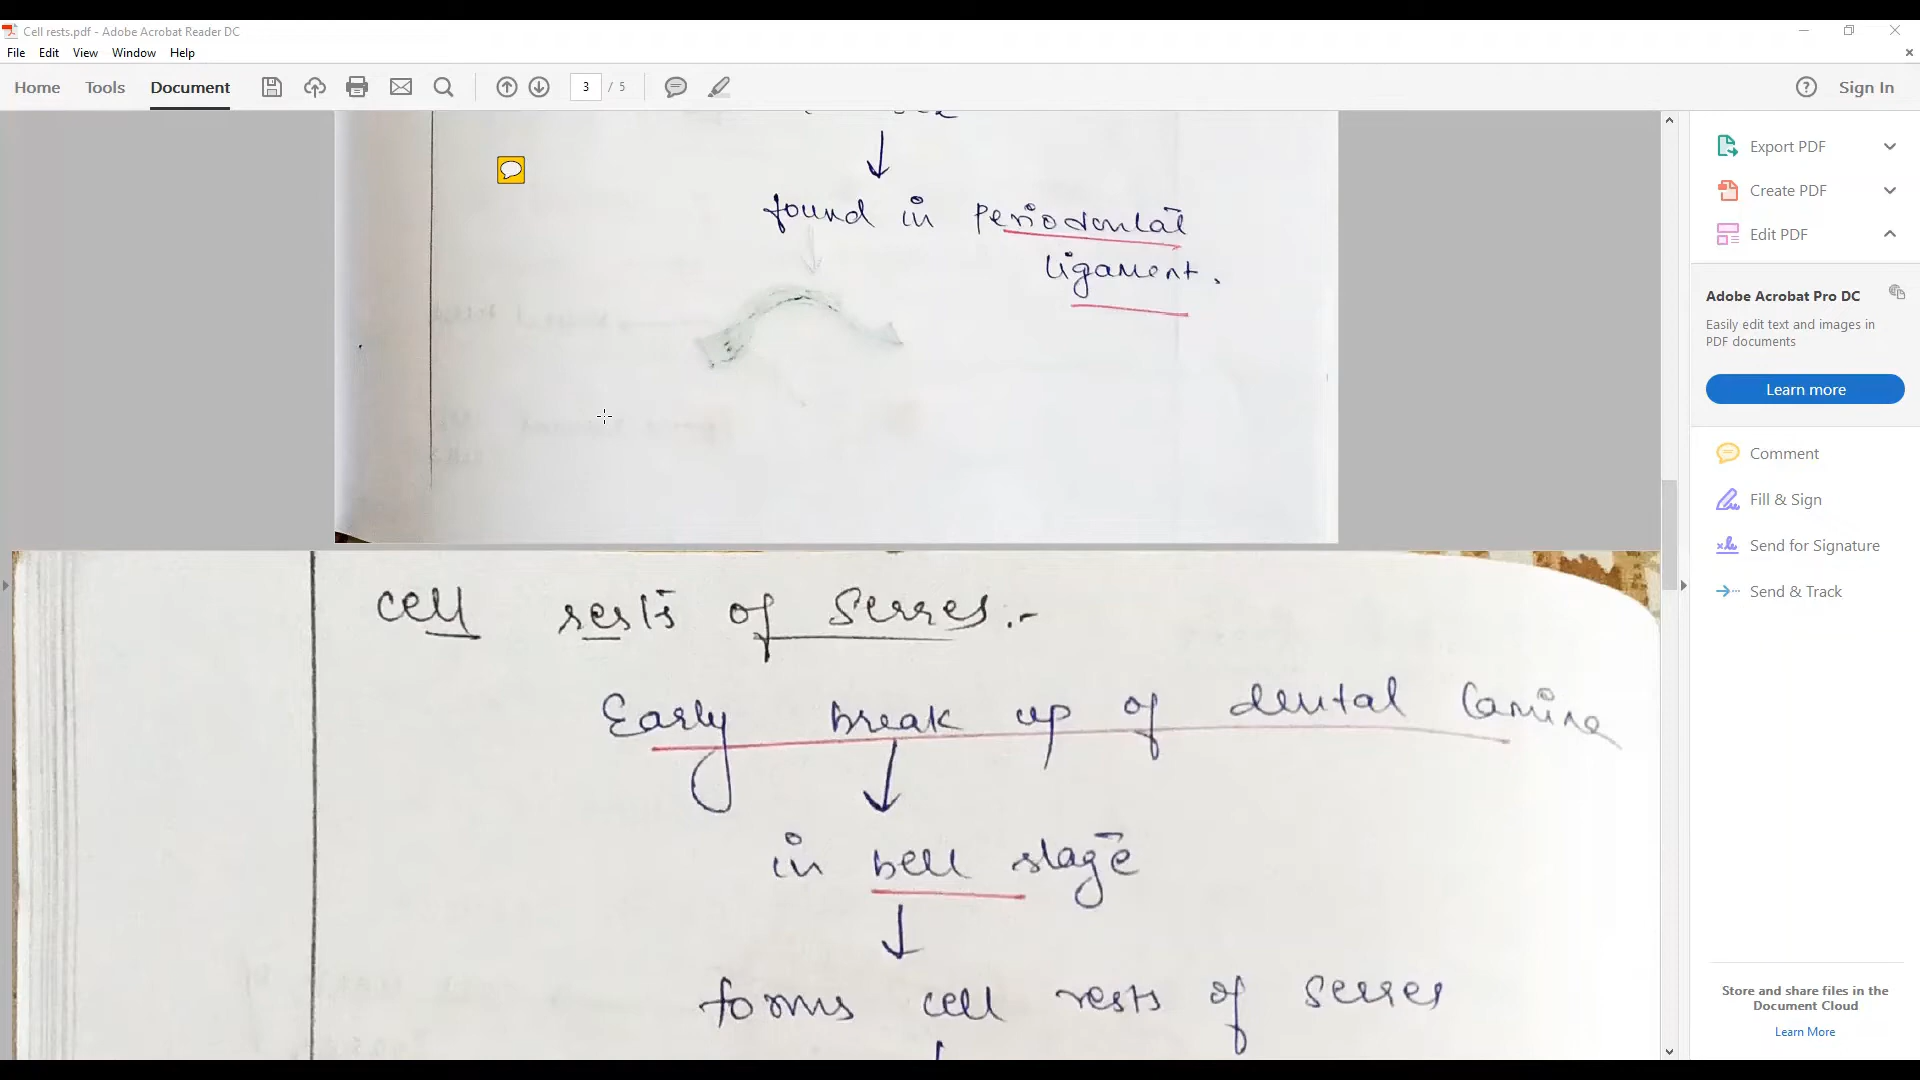 Cell rests.pdf - Adobe Acrobat Reader DC
File Edit View Window Help
Home Tools Document 3 / 5 Sign In
found in periodontal
ligament.
Cell rests of Serres :-
Early break up of dental lamina
in bell stage
forms cell rests of serres
Export PDF
Create PDF
Edit PDF
Adobe Acrobat Pro DC
Easily edit text and images in
PDF documents
Learn more
Comment
Fill & Sign
Send for Signature
Send & Track
Store and share files in the
Document Cloud
Learn More